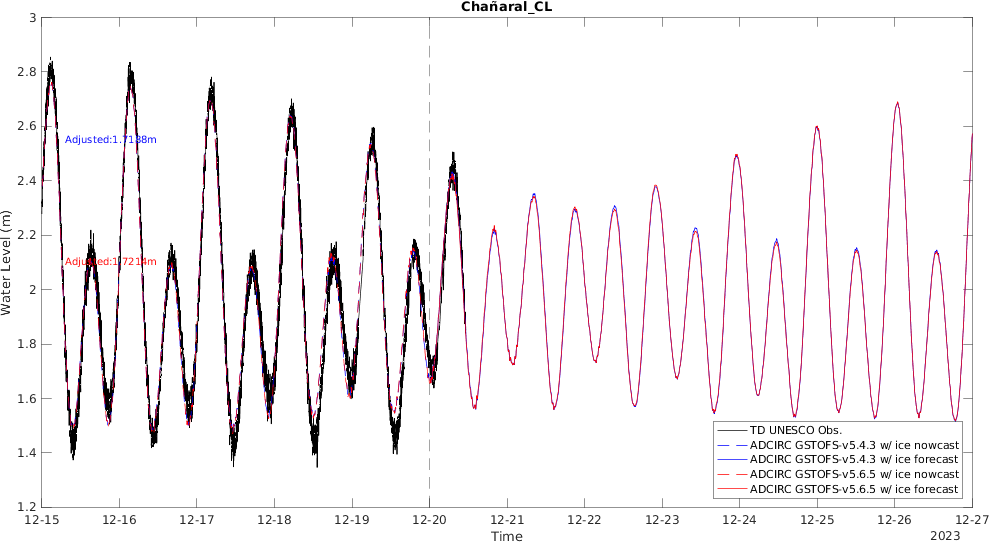 Chañaral_CL
3
2.8
2.6
2.4
2.2
2
1.8
1.6
1.4
1.2
Water Level (m)
Adjusted:1.7138m
Adjusted:1.7214m
TD UNESCO Obs.
ADCIRC GSTOFS-v5.4.3 w/ ice nowcast
ADCIRC GSTOFS-v5.4.3 w/ ice forecast
ADCIRC GSTOFS-v5.6.5 w/ ice nowcast
ADCIRC GSTOFS-v5.6.5 w/ ice forecast
12-15 12-16 12-17 12-18 12-19 12-20 12-21 12-22 12-23 12-24 12-25 12-26 12-27
Time
2023